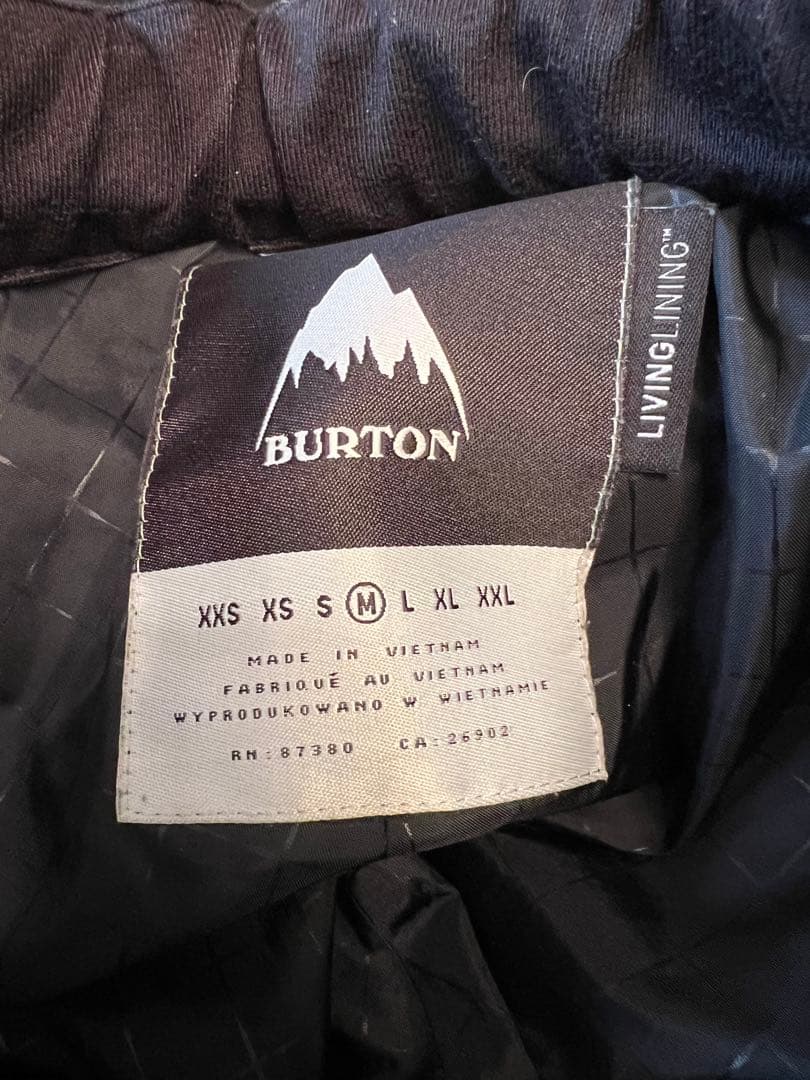 BURTON
LIVINGLINING™
XXS XS S M L XL XXL
MADE IN VIETNAM
FABRIQUÉ AU VIETNAM
WYPRODUKOWANO W WIETNAMIE
RN:87380 CA:26902